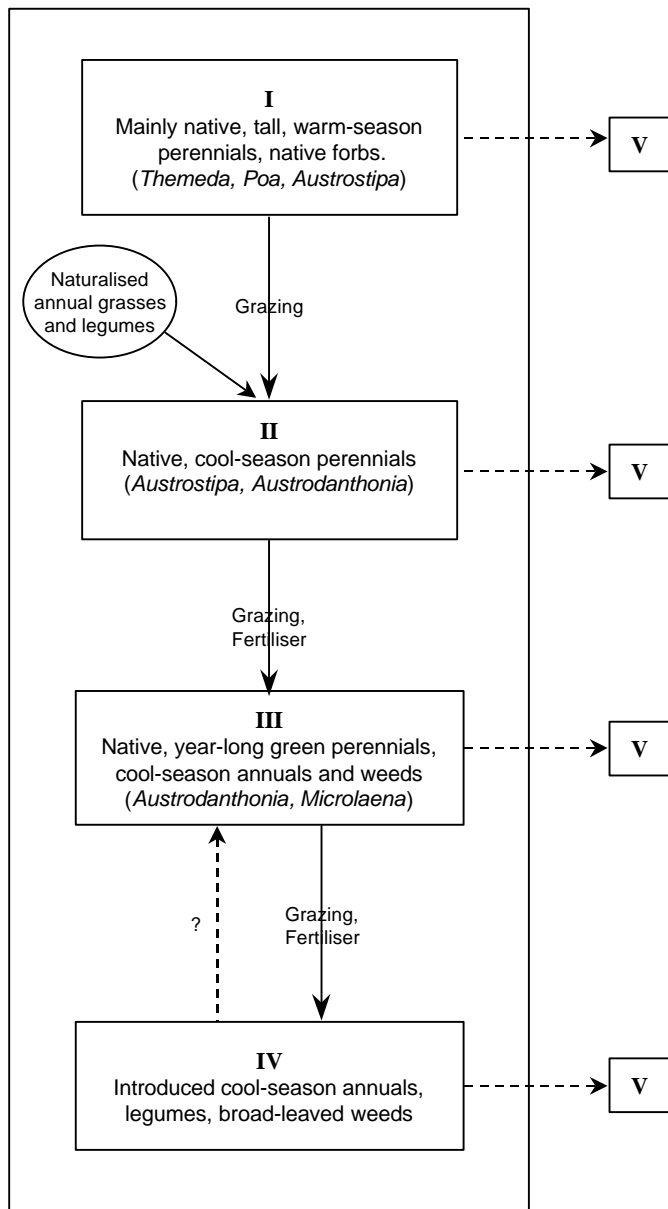 I
Mainly native, tall, warm-season
perennials, native forbs.
(Themeda, Poa, Austrostipa)
V
Naturalised
annual grasses
and legumes
Grazing
II
Native, cool-season perennials
(Austrostipa, Austrodanthonia)
V
Grazing,
Fertiliser
III
Native, year-long green perennials,
cool-season annuals and weeds
(Austrodanthonia, Microlaena)
V
?
Grazing,
Fertiliser
IV
Introduced cool-season annuals,
legumes, broad-leaved weeds
V